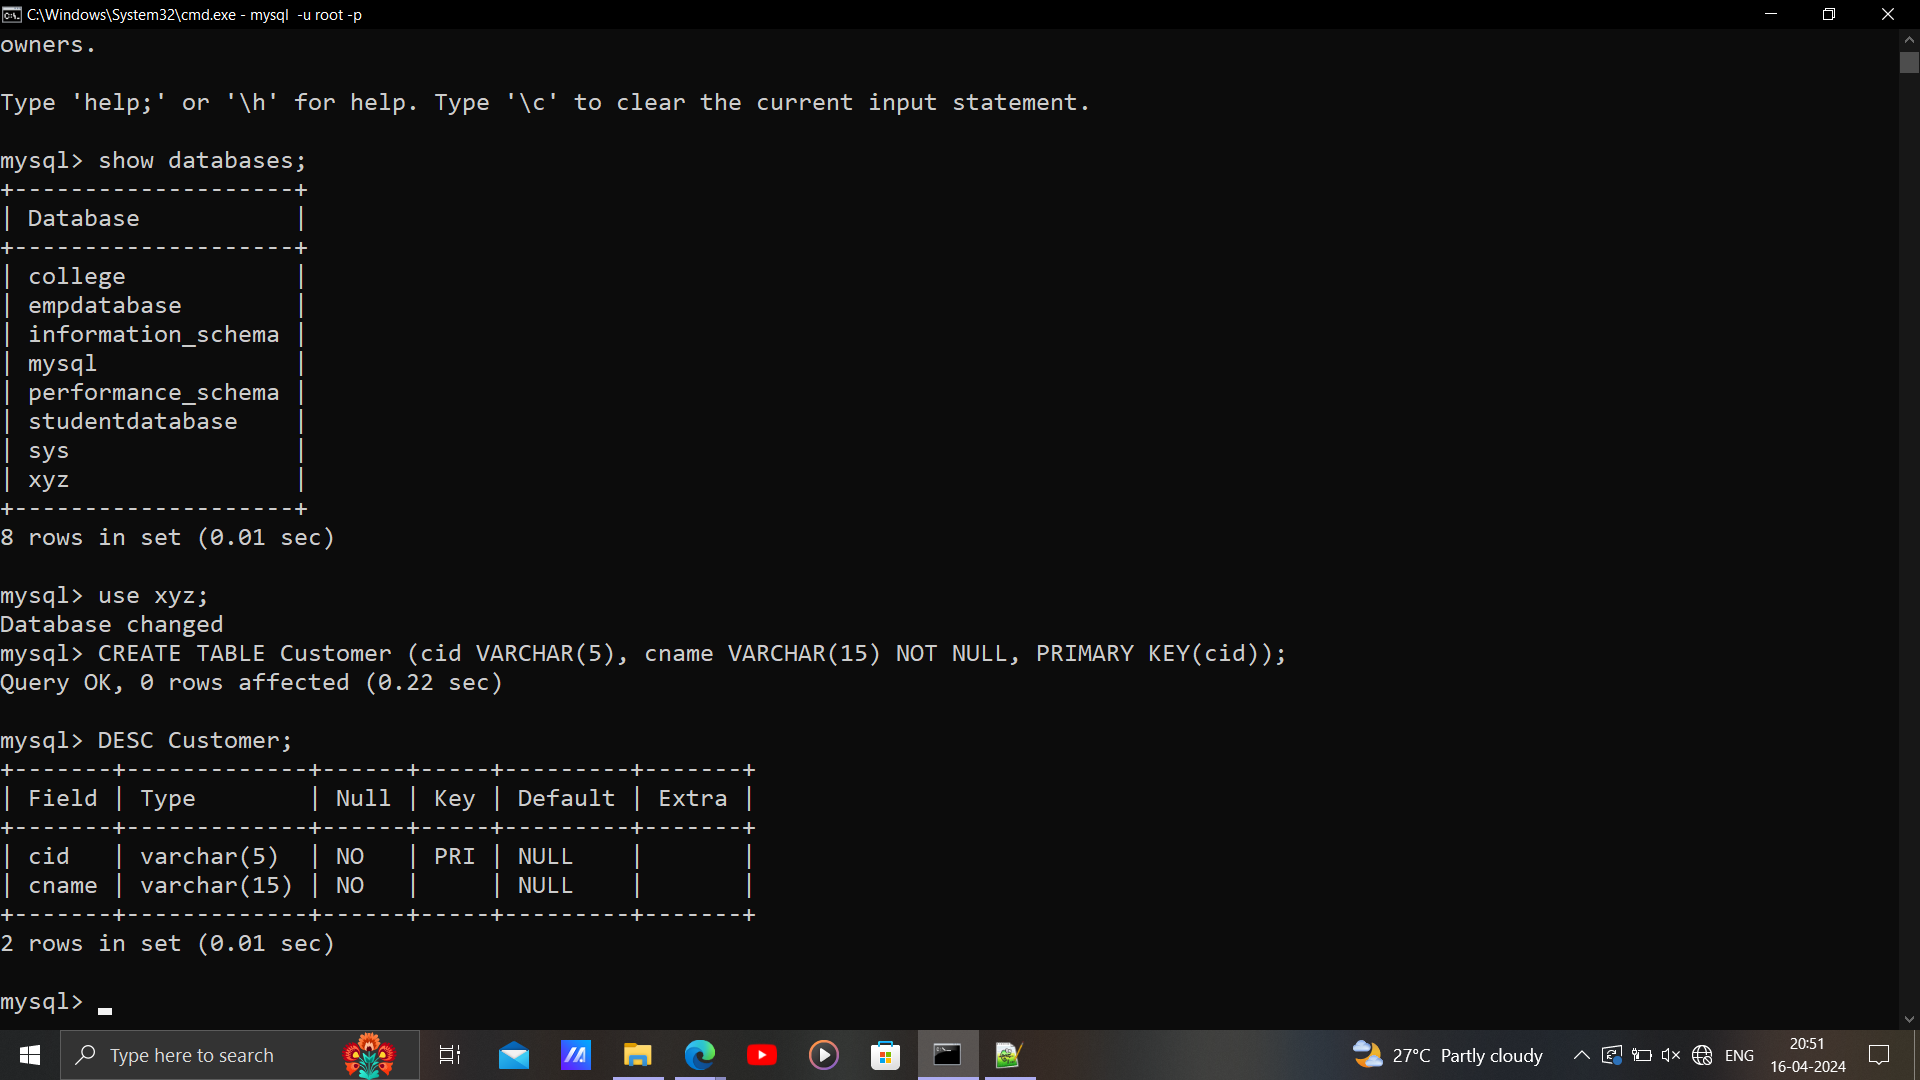 C:\Windows\System32\cmd.exe - mysql  -u root -p
owners.
Type 'help;' or '\h' for help. Type '\c' to clear the current input statement.
mysql> show databases;
+--------------------+
| Database           |
+--------------------+
| college            |
| empdatabase        |
| information_schema |
| mysql              |
| performance_schema |
| studentdatabase    |
| sys                |
| xyz                |
+--------------------+
8 rows in set (0.01 sec)
mysql> use xyz;
Database changed
mysql> CREATE TABLE Customer (cid VARCHAR(5), cname VARCHAR(15) NOT NULL, PRIMARY KEY(cid));
Query OK, 0 rows affected (0.22 sec)
mysql> DESC Customer;
+-------+-------------+------+-----+---------+-------+
| Field | Type        | Null | Key | Default | Extra |
+-------+-------------+------+-----+---------+-------+
| cid   | varchar(5)  | NO   | PRI | NULL    |       |
| cname | varchar(15) | NO   |     | NULL    |       |
+-------+-------------+------+-----+---------+-------+
2 rows in set (0.01 sec)
mysql> _
Type here to search
27°C Partly cloudy
ENG
20:51
16-04-2024